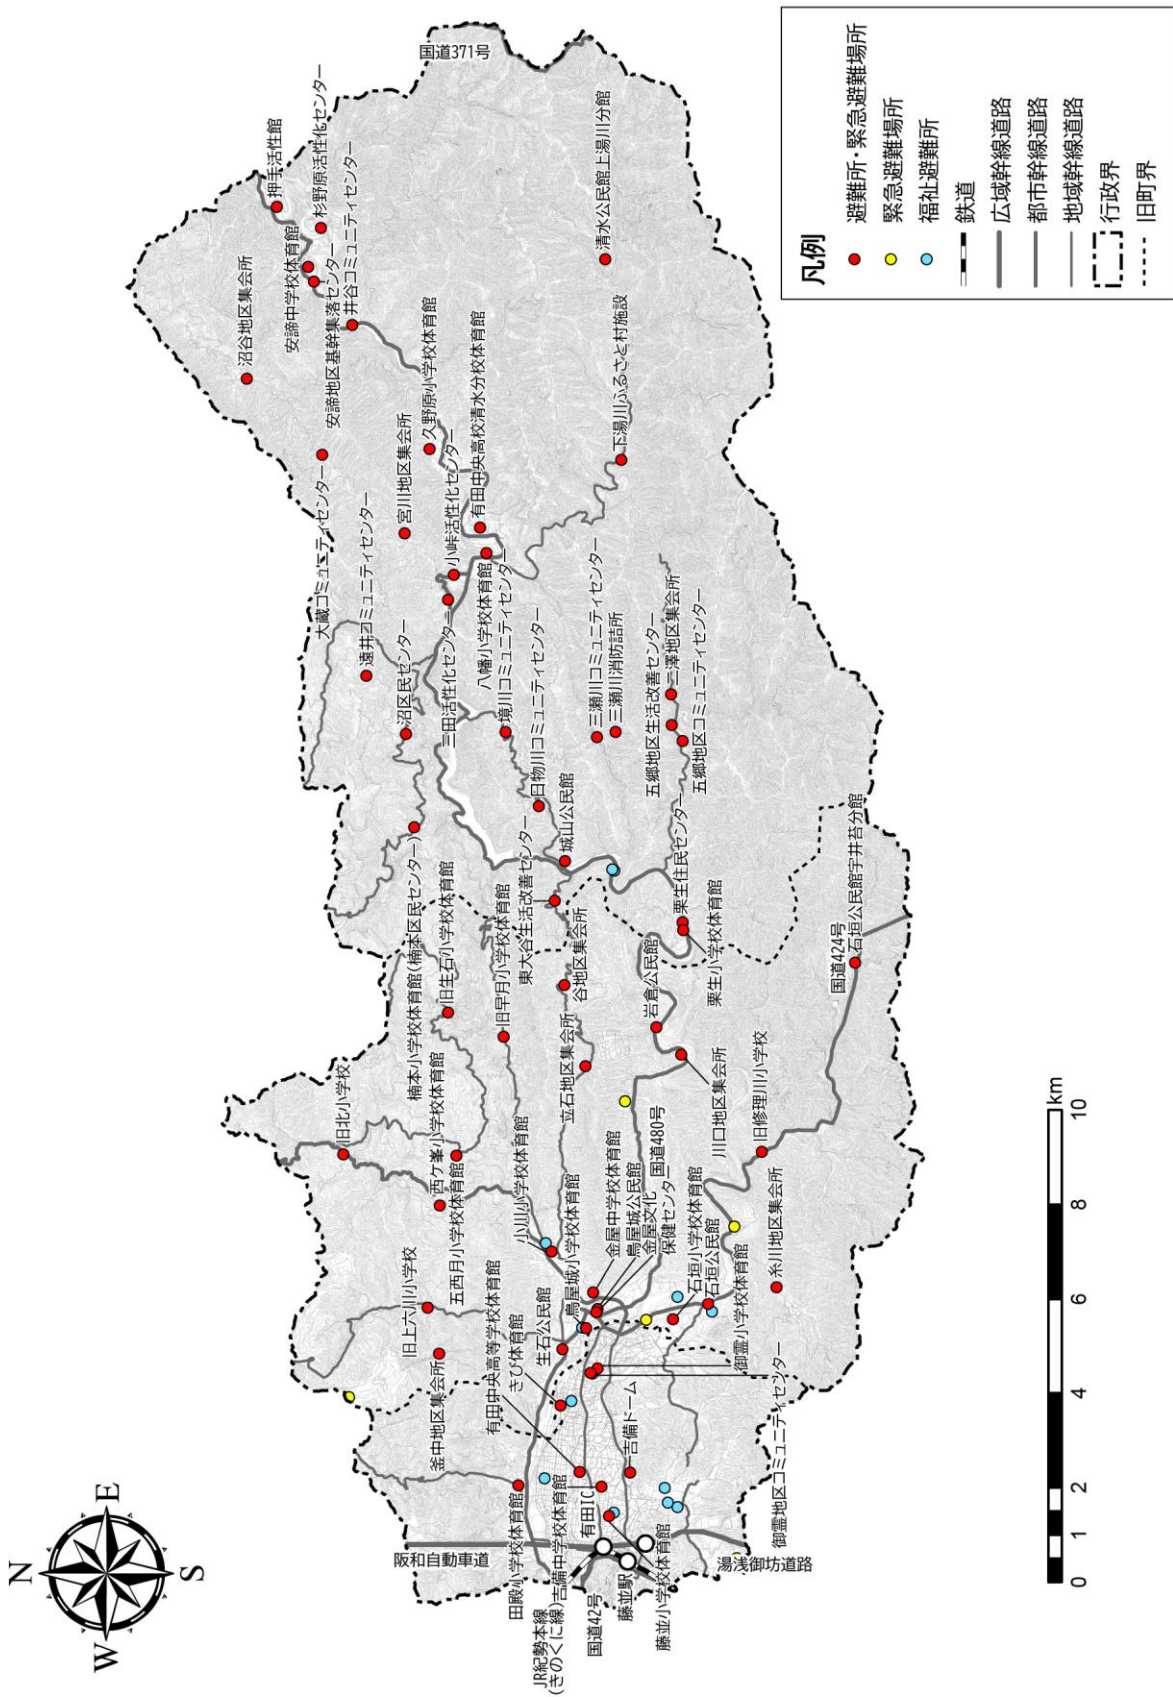 国道371号
押手活性館
杉野原活性化センター
安諦中学校体育館
安諦地区基幹集落センター
井谷コミュニティセンター
沼谷地区集会所
清水公民館上湯川分館
久野原小学校体育館
有田中央高校清水分校体育館
下湯川ふるさと村施設
大蔵コミュニティセンター
宮川地区集会所
小峠活性化センター
遠井コミュニティセンター
八幡小学校体育館
三田活性化センター
沼区民センター
境川コミュニティセンター
日物川コミュニティセンター
三瀬川コミュニティセンター
三瀬川消防詰所
五郷地区生活改善センター
二澤地区集会所
五郷地区コミュニティセンター
城山公民館
楠本小学校体育館(楠本区民センター)
旧生石小学校体育館
旧早月小学校体育館
東大谷生活改善センター
谷地区集会所
立石地区集会所
岩倉公民館
粟生住民センター
粟生小学校体育館
国道424号
石垣公民館宇井苔分館
川口地区集会所
旧修理川小学校
旧北小学校
西ケ峯小学校体育館
五西月小学校体育館
小川小学校体育館
鳥屋城小学校体育館
金屋中学校体育館
鳥屋城公民館
金屋文化
保健センター
国道480号
石垣小学校体育館
石垣公民館
糸川地区集会所
旧上六川小学校
釜中地区集会所
有田中央高等学校体育館
きび体育館
生石公民館
御霊小学校体育館
御霊地区コミュニティセンター
吉備ドーム
田殿小学校体育館
吉備中学校体育館
有田IC
阪和自動車道
JR紀勢本線
(きのくに線)
国道42号
藤並駅
藤並小学校体育館
湯浅御坊道路
凡例
避難所・緊急避難場所
緊急避難場所
福祉避難所
鉄道
広域幹線道路
都市幹線道路
地域幹線道路
行政界
旧町界
N
E
S
W
0 1 2 4 6 8 10
km